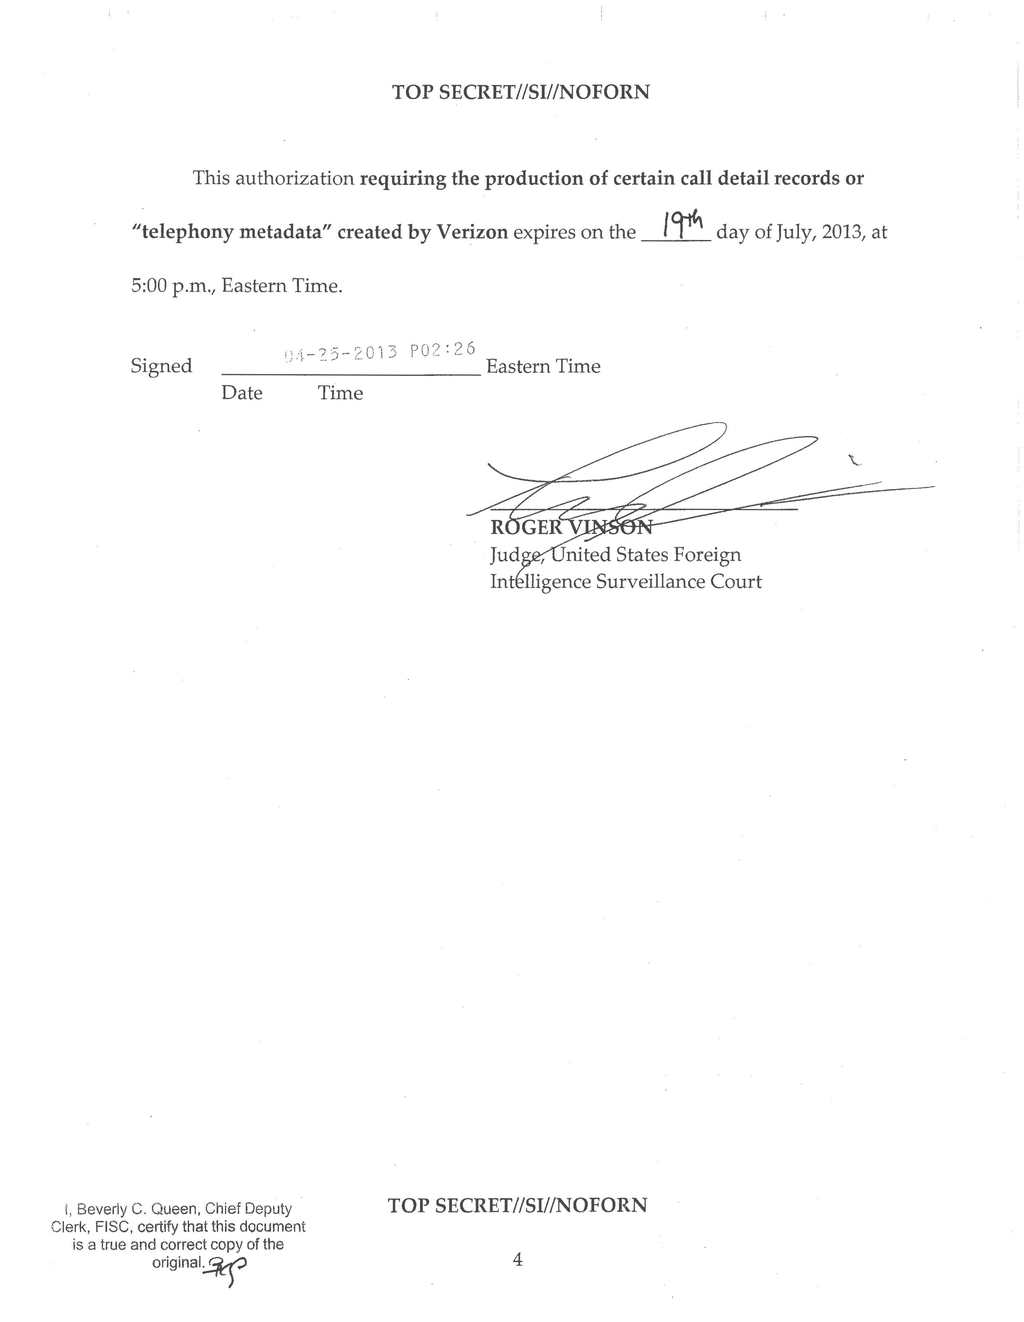 TOP SECRET//SI//NOFORN
This authorization requiring the production of certain call detail records or
"telephony metadata" created by Verizon expires on the 19th day of July, 2013, at
5:00 p.m., Eastern Time.
Signed 04-25-2013 P02:26 Eastern Time
Date Time
ROGER VINSON
Judge, United States Foreign
Intelligence Surveillance Court
I, Beverly C. Queen, Chief Deputy
Clerk, FISC, certify that this document
is a true and correct copy of the
original.
TOP SECRET//SI//NOFORN
4